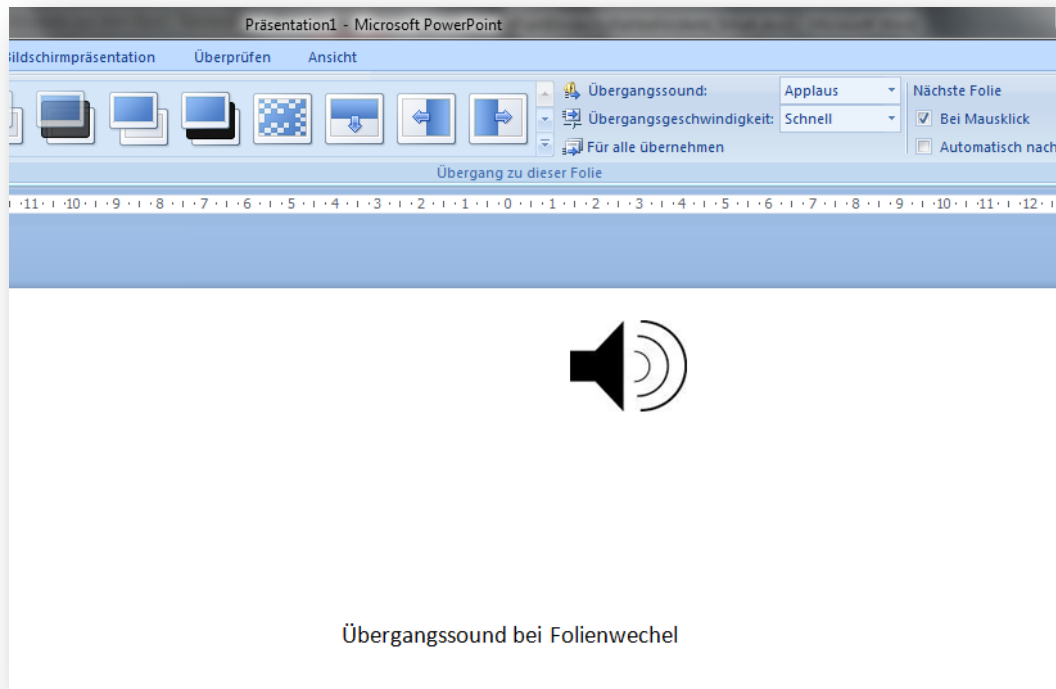 Präsentation1 - Microsoft PowerPoint
Bildschirmpräsentation Überprüfen Ansicht
Übergangssound: Applaus Nächste Folie
Übergangsgeschwindigkeit: Schnell Bei Mausklick
Für alle übernehmen Automatisch nach
Übergang zu dieser Folie
11 10 9 8 7 6 5 4 3 2 1 0 1 2 3 4 5 6 7 8 9 10 11 12
Übergangssound bei Folienwechel